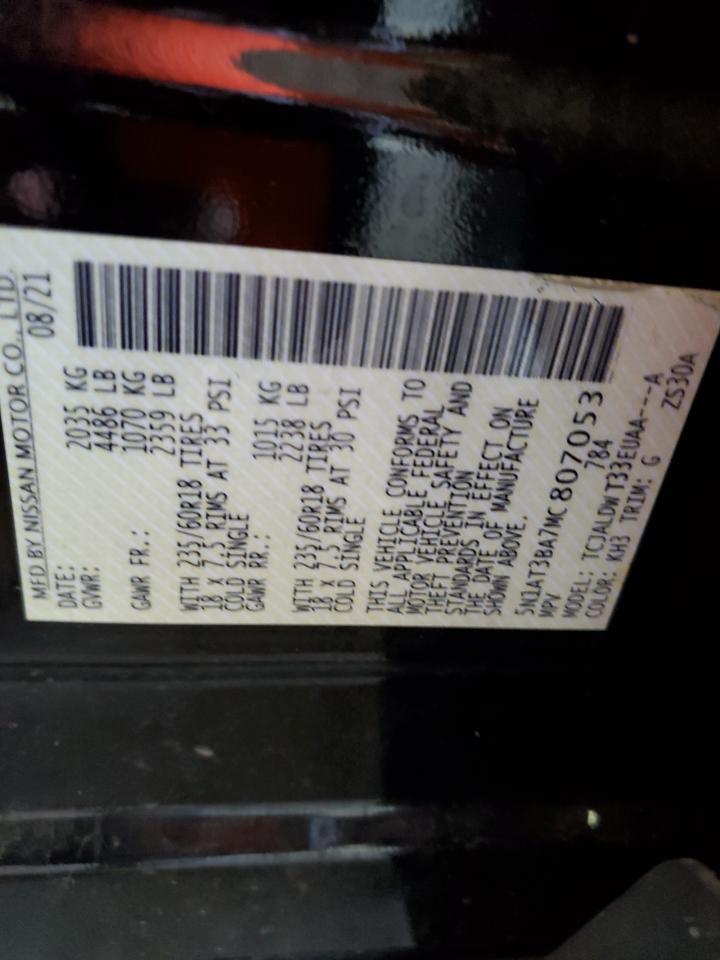 MFD BY NISSAN MOTOR CO., LTD.
DATE: 08/21
GVWR: 2035 KG
4486 LB
GAWR FR.: 1070 KG
2359 LB
WITH 235/60R18 TIRES
18 X 7.5 RIMS AT 33 PSI
COLD SINGLE
GAWR RR.: 1015 KG
2238 LB
WITH 235/60R18 TIRES
18 X 7.5 RIMS AT 30 PSI
COLD SINGLE
THIS VEHICLE CONFORMS TO
ALL APPLICABLE FEDERAL
MOTOR VEHICLE SAFETY AND
THEFT PREVENTION
STANDARDS IN EFFECT ON
THE DATE OF MANUFACTURE
SHOWN ABOVE.
5N1AT3BA7MC807053
MPV 784
MODEL: TCJALDWT33EUAA---A
COLOR: KH3 TRIM: G ZS30A